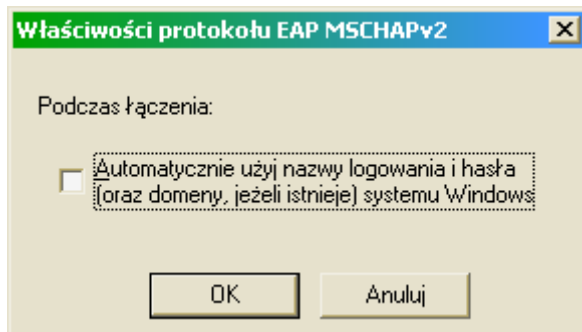 Właściwości protokołu EAP MSCHAPv2
Podczas łączenia:
Automatycznie użyj nazwy logowania i hasła
(oraz domeny, jeżeli istnieje) systemu Windows
OK
Anuluj